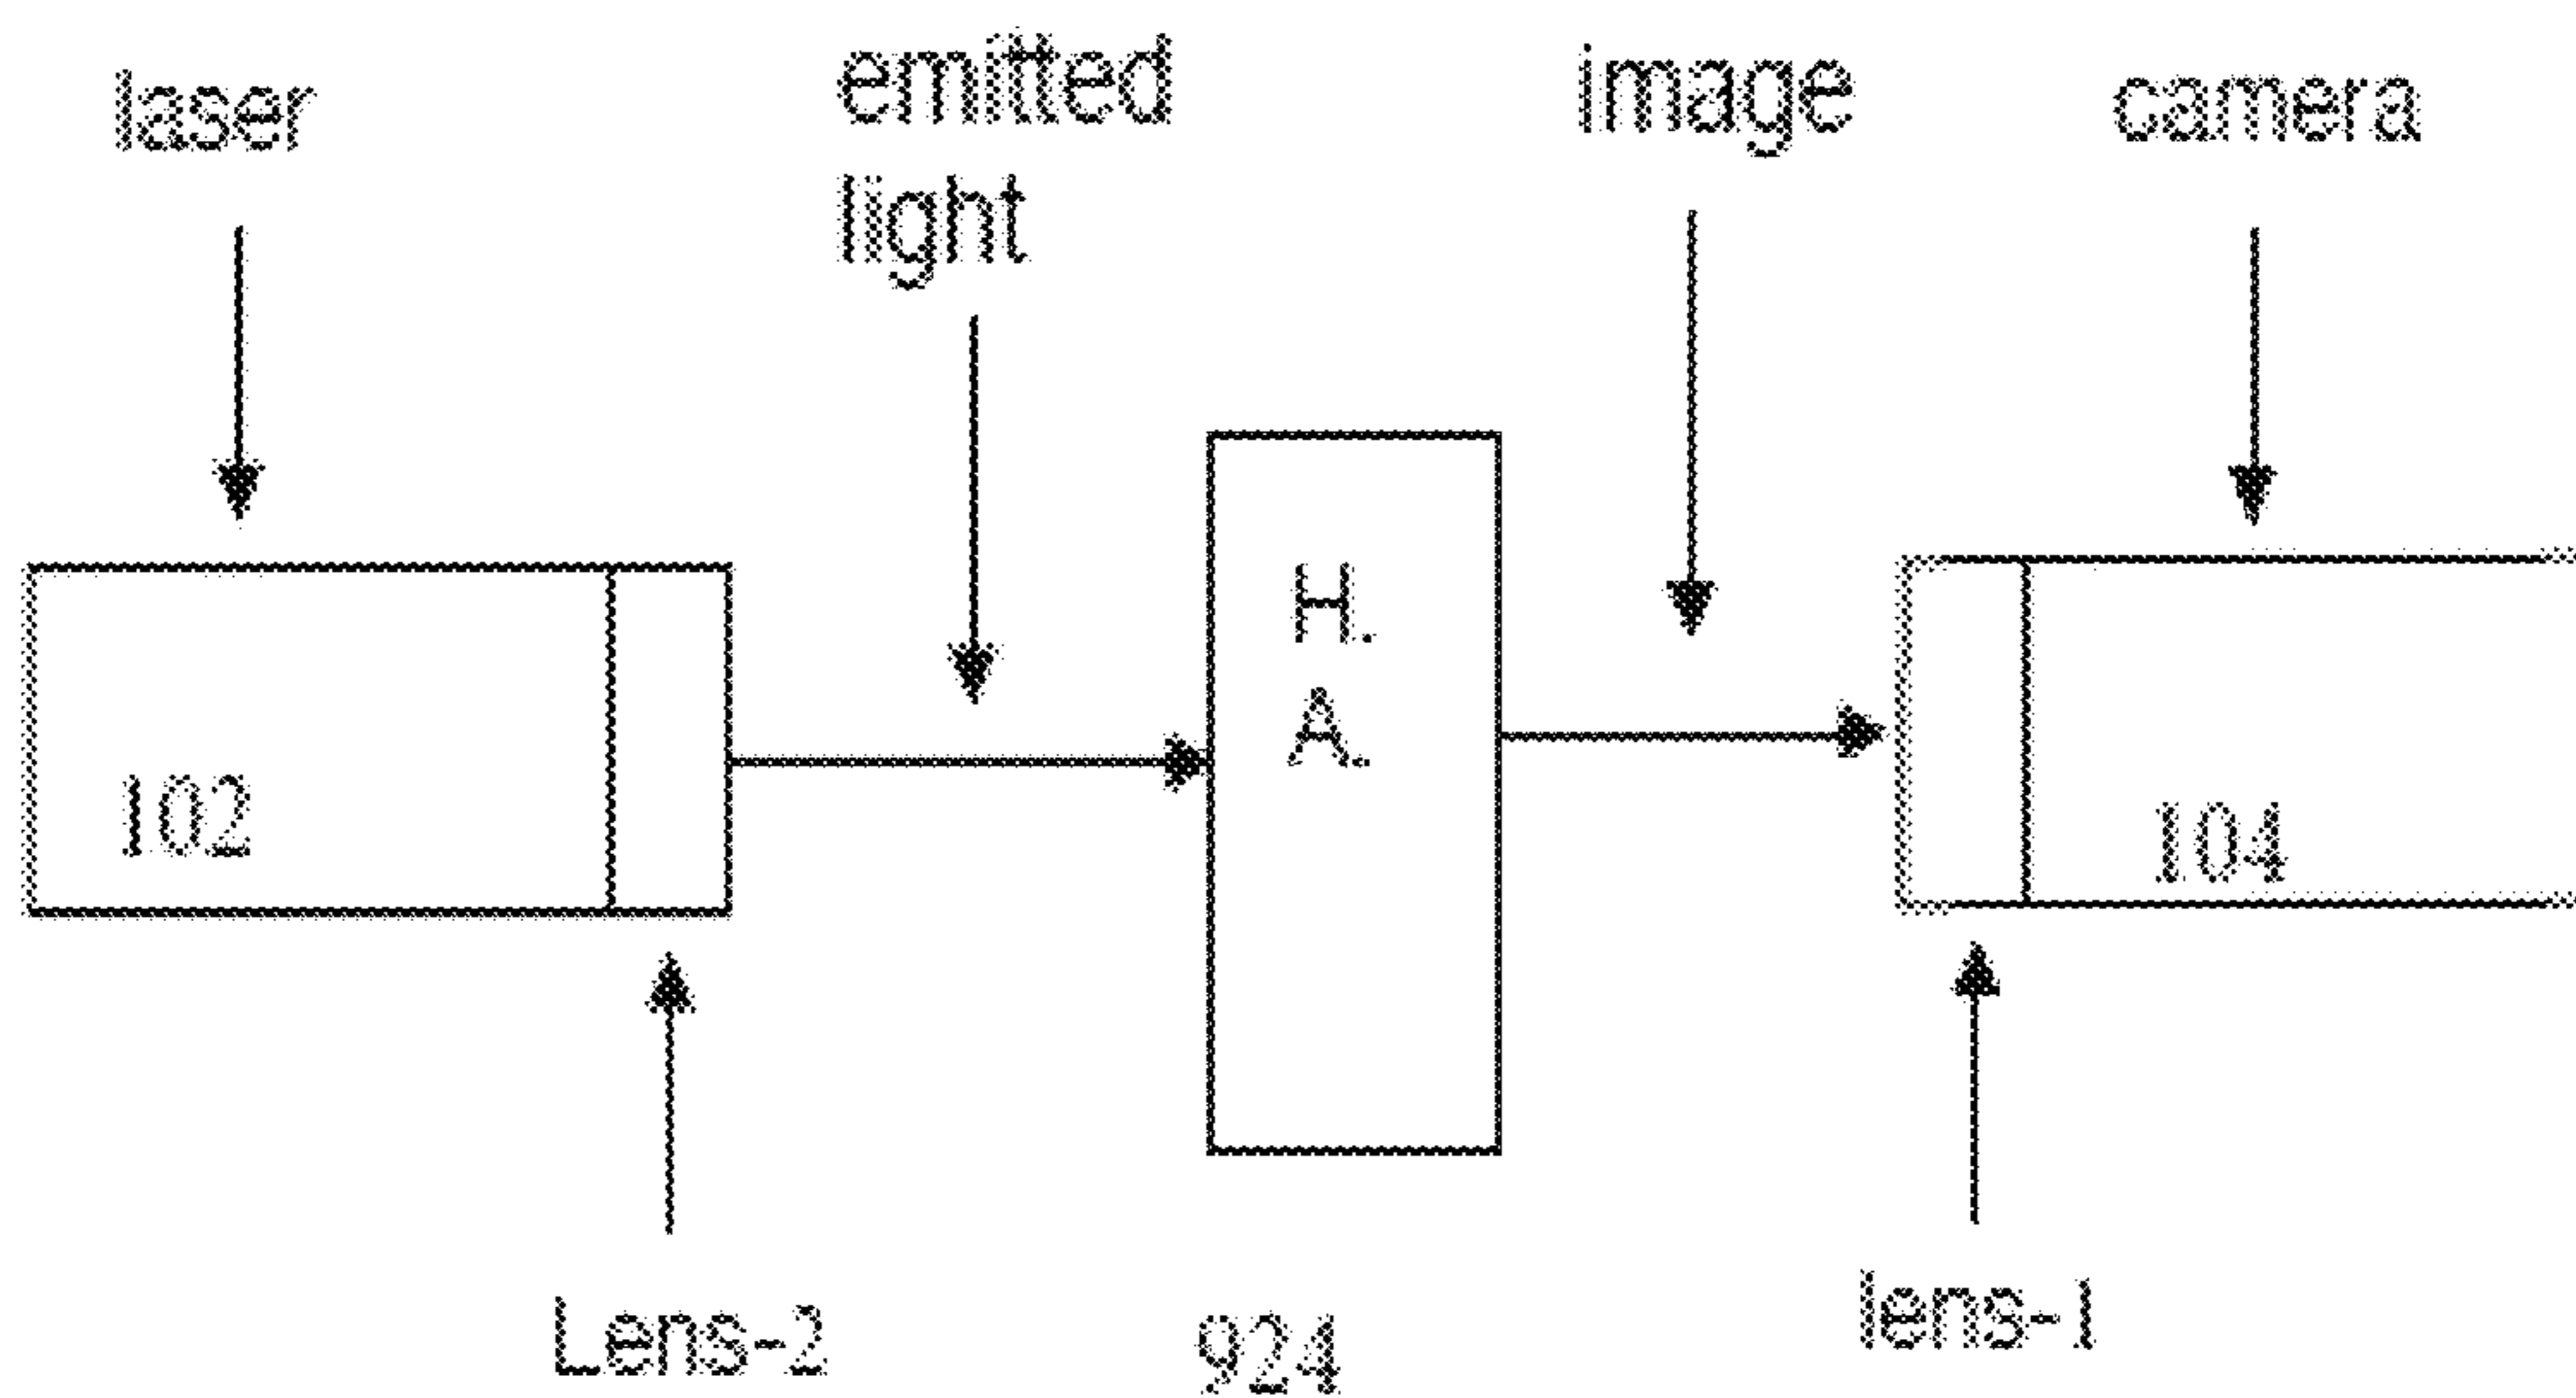 laser
emitted
light
image
camera
H.
A.
102
104
Lens-2
924
lens-1